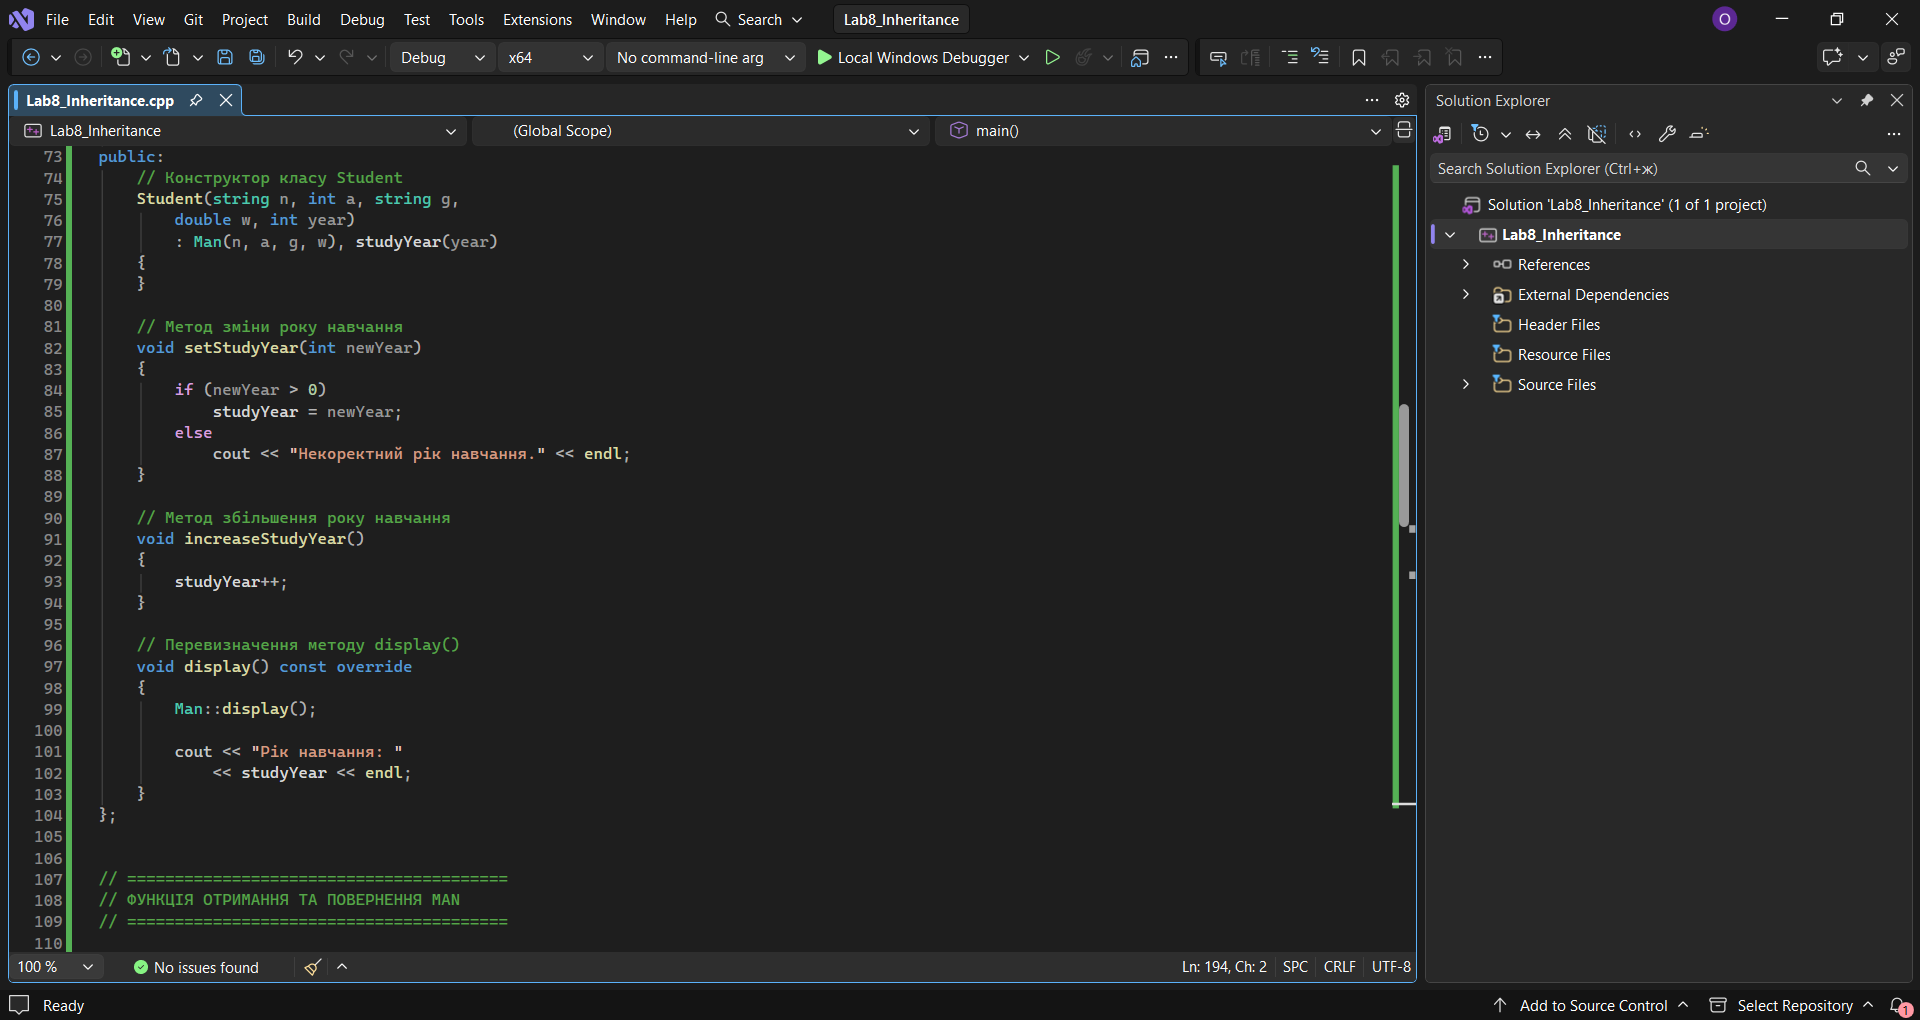 File Edit View Git Project Build Debug Test Tools Extensions Window Help Search Lab8_Inheritance O
Debug x64 No command-line arg Local Windows Debugger
Lab8_Inheritance.cpp
Lab8_Inheritance (Global Scope) main()
73 public:
74 // Конструктор класу Student
75 Student(string n, int a, string g,
76 double w, int year)
77 : Man(n, a, g, w), studyYear(year)
78 {
79 }
80
81 // Метод зміни року навчання
82 void setStudyYear(int newYear)
83 {
84 if (newYear > 0)
85 studyYear = newYear;
86 else
87 cout << "Некоректний рік навчання." << endl;
88 }
89
90 // Метод збільшення року навчання
91 void increaseStudyYear()
92 {
93 studyYear++;
94 }
95
96 // Перевизначення методу display()
97 void display() const override
98 {
99 Man::display();
100
101 cout << "Рік навчання: "
102 << studyYear << endl;
103 }
104 };
105
106
107 // ========================================
108 // ФУНКЦІЯ ОТРИМАННЯ ТА ПОВЕРНЕННЯ MAN
109 // ========================================
110
100 % No issues found Ln: 194, Ch: 2 SPC CRLF UTF-8
Solution Explorer
Search Solution Explorer (Ctrl+ж)
Solution 'Lab8_Inheritance' (1 of 1 project)
Lab8_Inheritance
References
External Dependencies
Header Files
Resource Files
Source Files
Ready Add to Source Control Select Repository 1